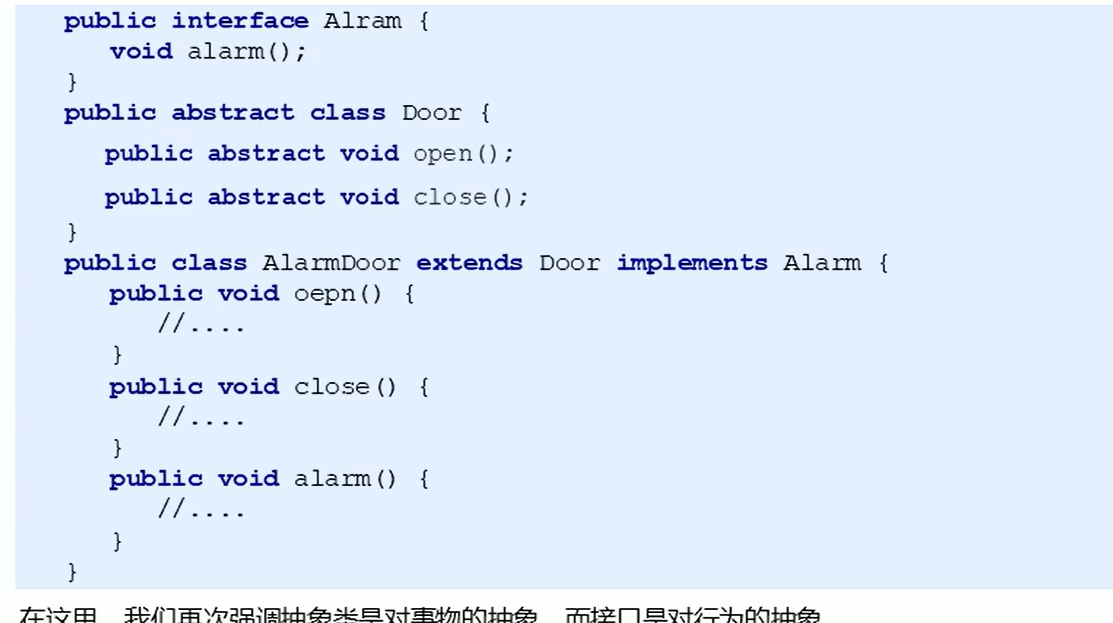 public interface Alram {
void alarm();
}
public abstract class Door {
public abstract void open();
public abstract void close();
}
public class AlarmDoor extends Door implements Alarm {
public void oepn() {
//....
}
public void close() {
//....
}
public void alarm() {
//....
}
}
在这里，我们再次强调抽象类是对事物的抽象，而接口是对行为的抽象